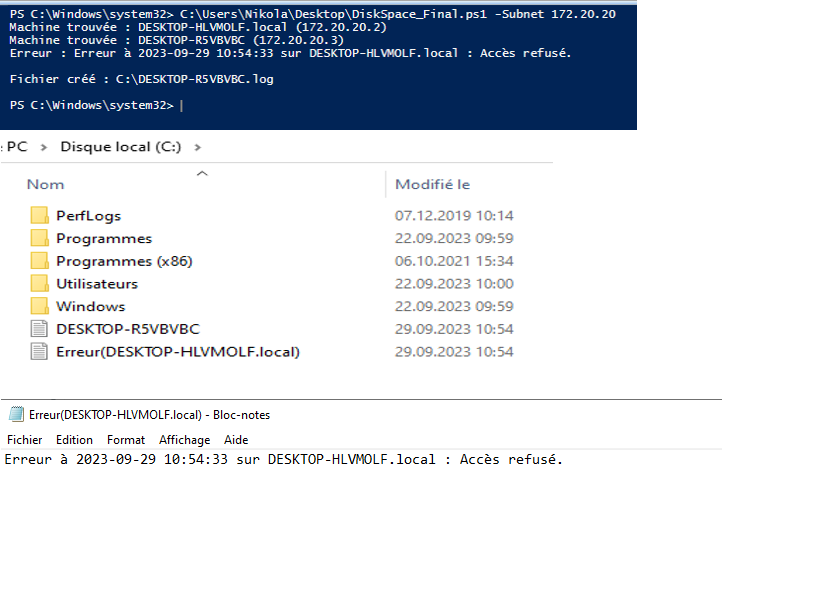 PS C:\Windows\system32> C:\Users\Nikola\Desktop\DiskSpace_Final.ps1 -Subnet 172.20.20
Machine trouvée : DESKTOP-HLVMOLF.local (172.20.20.2)
Machine trouvée : DESKTOP-R5VBVBC (172.20.20.3)
Erreur : Erreur à 2023-09-29 10:54:33 sur DESKTOP-HLVMOLF.local : Accès refusé.
Fichier créé : C:\DESKTOP-R5VBVBC.log
PS C:\Windows\system32>
PC > Disque local (C:) >
Nom Modifié le
PerfLogs 07.12.2019 10:14
Programmes 22.09.2023 09:59
Programmes (x86) 06.10.2021 15:34
Utilisateurs 22.09.2023 10:00
Windows 22.09.2023 09:59
DESKTOP-R5VBVBC 29.09.2023 10:54
Erreur(DESKTOP-HLVMOLF.local) 29.09.2023 10:54
Erreur(DESKTOP-HLVMOLF.local) - Bloc-notes
Fichier Edition Format Affichage Aide
Erreur à 2023-09-29 10:54:33 sur DESKTOP-HLVMOLF.local : Accès refusé.